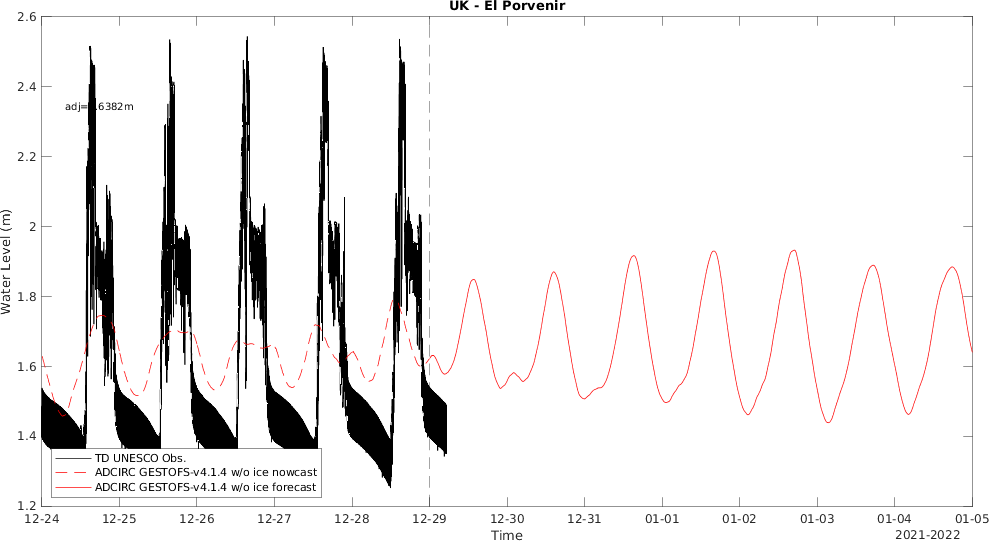 UK - El Porvenir
2.6
2.4
2.2
2
1.8
1.6
1.4
1.2
Water Level (m)
TD UNESCO Obs.
ADCIRC GESTOFS-v4.1.4 w/o ice nowcast
ADCIRC GESTOFS-v4.1.4 w/o ice forecast
12-24 12-25 12-26 12-27 12-28 12-29 12-30 12-31 01-01 01-02 01-03 01-04 01-05
Time
2021-2022